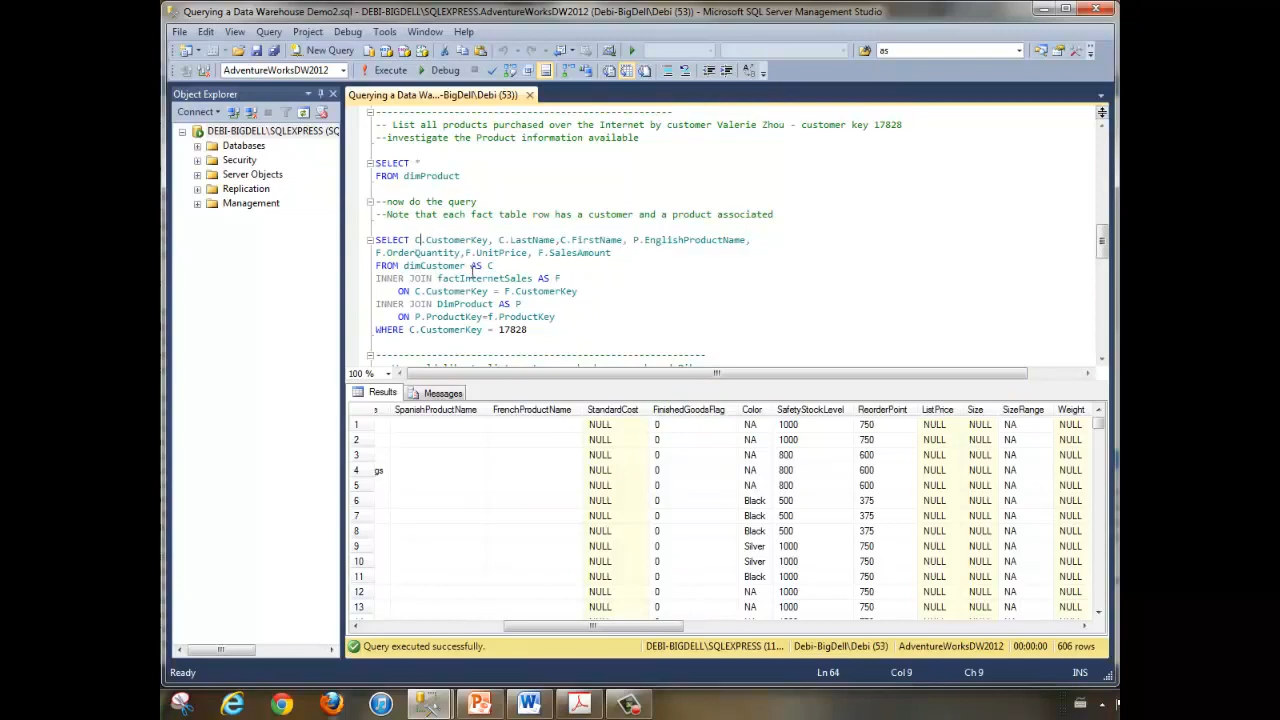 Querying a Data Warehouse Demo2.sql - DEBI-BIGDELL\SQLEXPRESS.AdventureWorksDW2012 (Debi-BigDell\Debi (53)) - Microsoft SQL Server Management Studio
File Edit View Query Project Debug Tools Window Help
New Query as
AdventureWorksDW2012 Execute Debug
Object Explorer
Connect
DEBI-BIGDELL\SQLEXPRESS (SQ
Databases
Security
Server Objects
Replication
Management
Querying a Data Wa...-BigDell\Debi (53))
-- List all products purchased over the Internet by customer Valerie Zhou - customer key 17828
--investigate the Product information available
SELECT *
FROM dimProduct
--now do the query
--Note that each fact table row has a customer and a product associated
SELECT C.CustomerKey, C.LastName,C.FirstName, P.EnglishProductName,
F.OrderQuantity,F.UnitPrice, F.SalesAmount
FROM dimCustomer AS C
INNER JOIN factInternetSales AS F
ON C.CustomerKey = F.CustomerKey
INNER JOIN DimProduct AS P
ON P.ProductKey=f.ProductKey
WHERE C.CustomerKey = 17828
100 %
Results Messages
s SpanishProductName FrenchProductName StandardCost FinishedGoodsFlag Color SafetyStockLevel ReorderPoint ListPrice Size SizeRange Weight
1 NULL 0 NA 1000 750 NULL NULL NA NULL
2 NULL 0 NA 1000 750 NULL NULL NA NULL
3 NULL 0 NA 800 600 NULL NULL NA NULL
4 gs NULL 0 NA 800 600 NULL NULL NA NULL
5 NULL 0 NA 800 600 NULL NULL NA NULL
6 NULL 0 Black 500 375 NULL NULL NA NULL
7 NULL 0 Black 500 375 NULL NULL NA NULL
8 NULL 0 Black 500 375 NULL NULL NA NULL
9 NULL 0 Silver 1000 750 NULL NULL NA NULL
10 NULL 0 Silver 1000 750 NULL NULL NA NULL
11 NULL 0 Black 1000 750 NULL NULL NA NULL
12 NULL 0 NA 1000 750 NULL NULL NA NULL
13 NULL 0 NA 1000 750 NULL NULL NA NULL
Query executed successfully. DEBI-BIGDELL\SQLEXPRESS (11... Debi-BigDell\Debi (53) AdventureWorksDW2012 00:00:00 606 rows
Ready Ln 64 Col 9 Ch 9 INS